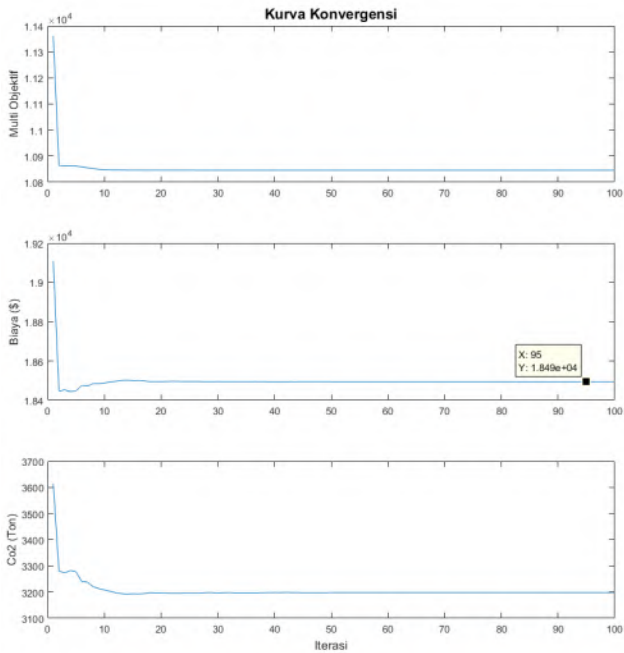 Kurva Konvergensi
×10⁴
1.14
1.13
1.12
1.11
1.1
1.09
1.08
Multi Objektif
0 10 20 30 40 50 60 70 80 90 100
×10⁴
1.92
1.9
1.88
1.86
1.84
Biaya ($)
X: 95
Y: 1.849e+04
0 10 20 30 40 50 60 70 80 90 100
3700
3600
3500
3400
3300
3200
3100
Co2 (Ton)
0 10 20 30 40 50 60 70 80 90 100
Iterasi